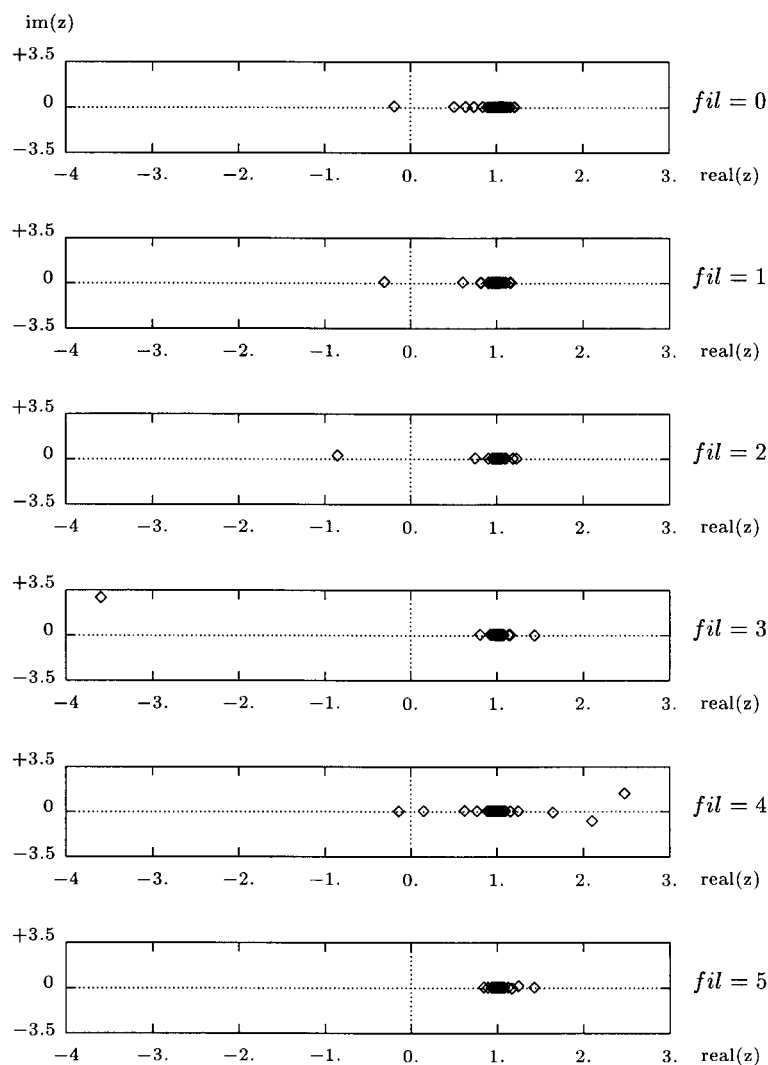 im(z)
+3.5
0
fil = 0
−3.5
−4 −3. −2. −1. 0. 1. 2. 3. real(z)
+3.5
0
fil = 1
−3.5
−4 −3. −2. −1. 0. 1. 2. 3. real(z)
+3.5
0
fil = 2
−3.5
−4 −3. −2. −1. 0. 1. 2. 3. real(z)
+3.5
0
fil = 3
−3.5
−4 −3. −2. −1. 0. 1. 2. 3. real(z)
+3.5
0
fil = 4
−3.5
−4 −3. −2. −1. 0. 1. 2. 3. real(z)
+3.5
0
fil = 5
−3.5
−4 −3. −2. −1. 0. 1. 2. 3. real(z)